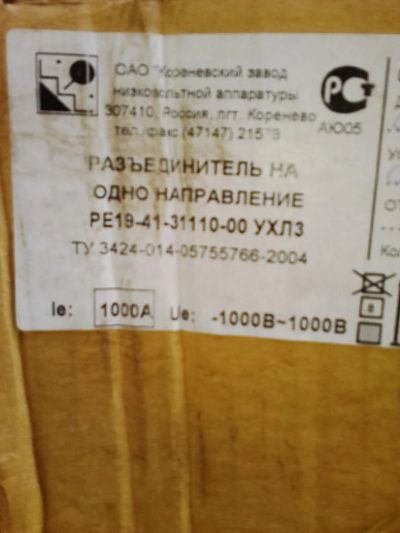 ОАО "Кореневский завод
низковольтной аппаратуры
307410, Россия, пгт. Коренево
тел./факс (47147) 21578
АЮ05
РАЗЪЕДИНИТЕЛЬ НА
ОДНО НАПРАВЛЕНИЕ
РЕ19-41-31110-00 УХЛ3
ТУ 3424-014-05755766-2004
Ie: 1000А Ue: -1000В~1000В